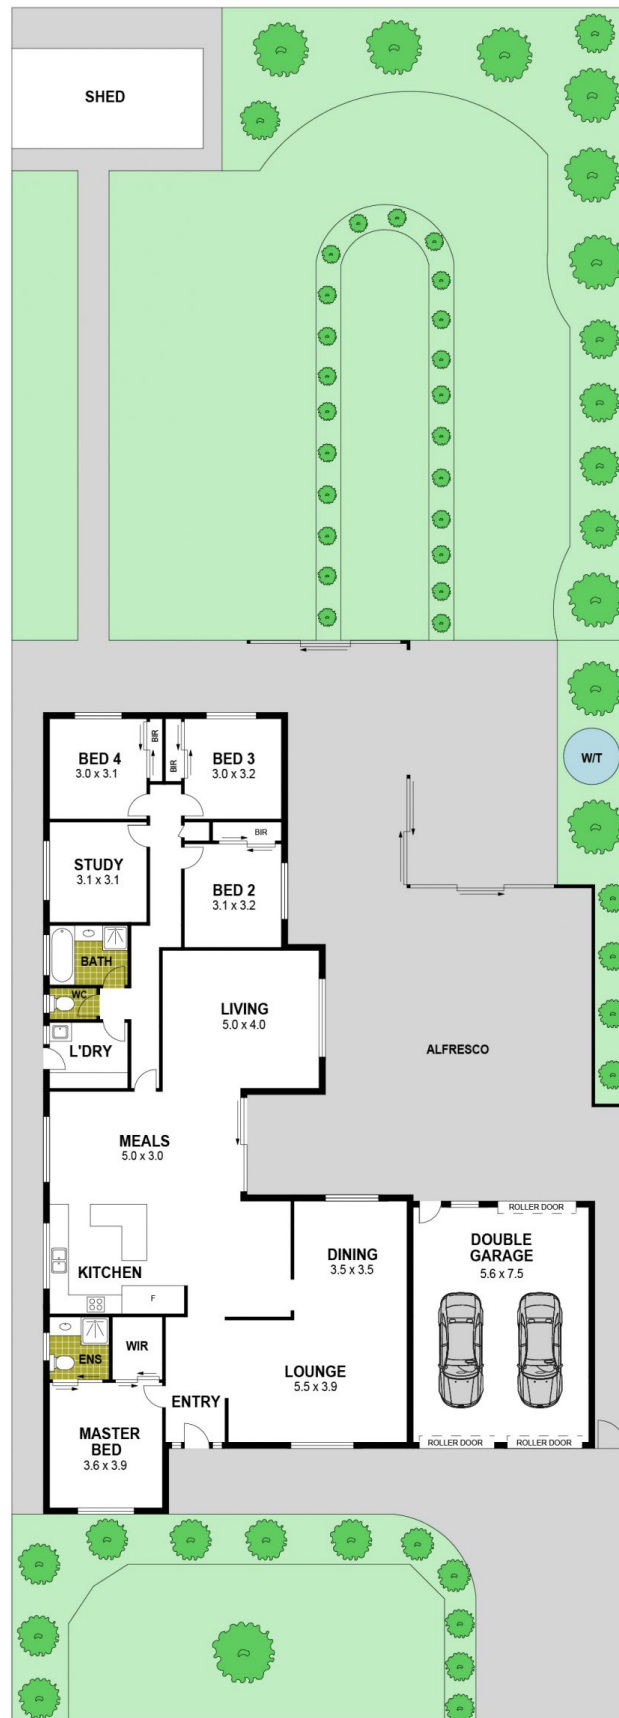 SHED
W/T
BED 4
3.0 x 3.1
BIR
BIR
BED 3
3.0 x 3.2
STUDY
3.1 x 3.1
BIR
BED 2
3.1 x 3.2
BATH
WC
L'DRY
LIVING
5.0 x 4.0
ALFRESCO
MEALS
5.0 x 3.0
KITCHEN
F
DINING
3.5 x 3.5
ROLLER DOOR
DOUBLE
GARAGE
5.6 x 7.5
ENS
WIR
LOUNGE
5.5 x 3.9
ENTRY
MASTER
BED
3.6 x 3.9
ROLLER DOOR
ROLLER DOOR